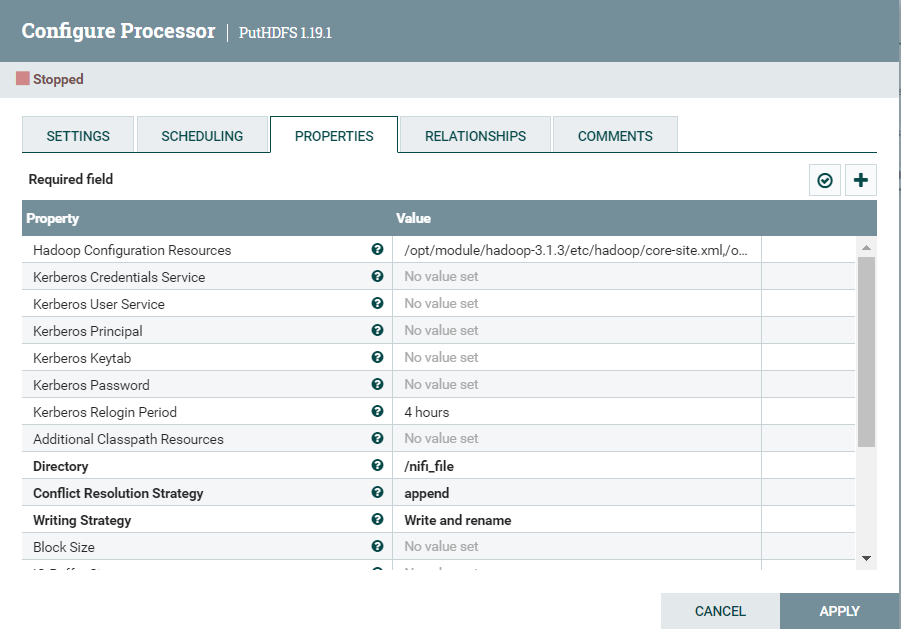 Configure Processor | PutHDFS 1.19.1
Stopped
SETTINGS SCHEDULING PROPERTIES RELATIONSHIPS COMMENTS
Required field
Property Value
Hadoop Configuration Resources /opt/module/hadoop-3.1.3/etc/hadoop/core-site.xml,/o...
Kerberos Credentials Service No value set
Kerberos User Service No value set
Kerberos Principal No value set
Kerberos Keytab No value set
Kerberos Password No value set
Kerberos Relogin Period 4 hours
Additional Classpath Resources No value set
Directory /nifi_file
Conflict Resolution Strategy append
Writing Strategy Write and rename
Block Size No value set
CANCEL APPLY